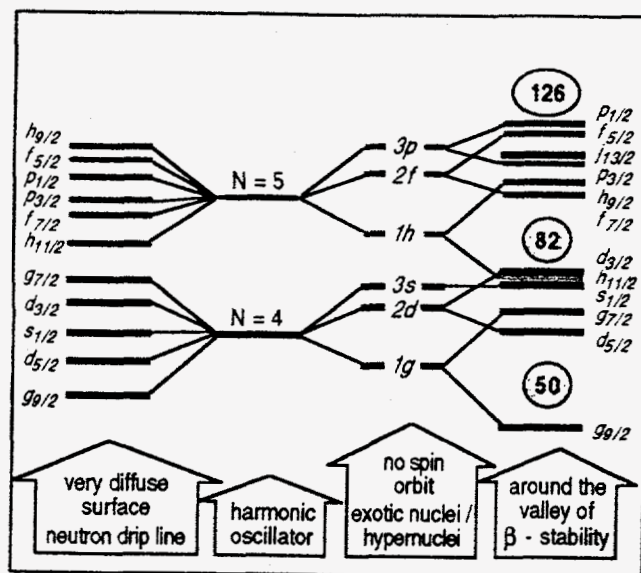 h9/2
f5/2
p1/2
p3/2
f7/2
h11/2
g7/2
d3/2
s1/2
d5/2
g9/2
N = 5
N = 4
3p
2f
1h
3s
2d
1g
126
82
50
p1/2
f5/2
j13/2
p3/2
h9/2
f7/2
d3/2
h11/2
s1/2
g7/2
d5/2
g9/2
very diffuse
surface
neutron drip line
harmonic
oscillator
no spin
orbit
exotic nuclei /
hypernuclei
around the
valley of
β - stability